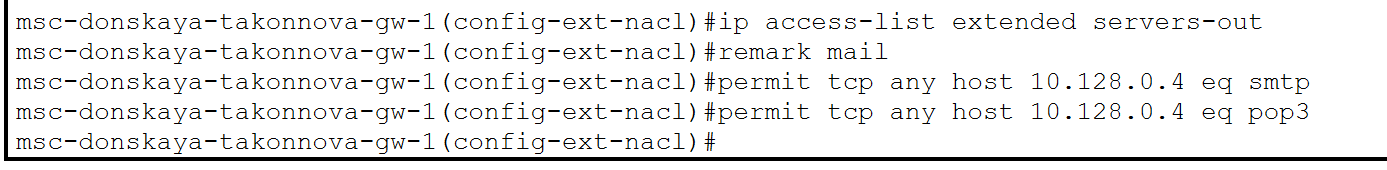 msc-donskaya-takonnova-gw-1(config-ext-nacl)#ip access-list extended servers-out
msc-donskaya-takonnova-gw-1(config-ext-nacl)#remark mail
msc-donskaya-takonnova-gw-1(config-ext-nacl)#permit tcp any host 10.128.0.4 eq smtp
msc-donskaya-takonnova-gw-1(config-ext-nacl)#permit tcp any host 10.128.0.4 eq pop3
msc-donskaya-takonnova-gw-1(config-ext-nacl)#